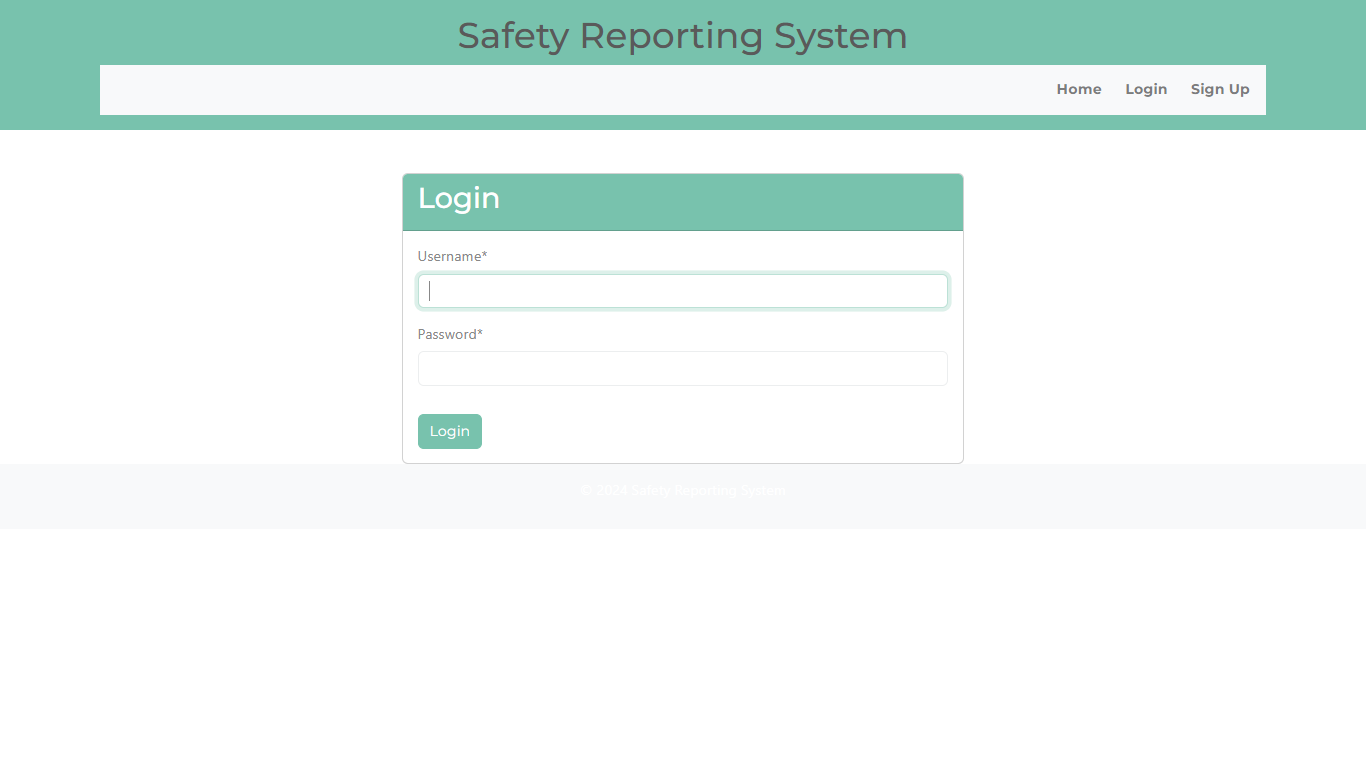 Safety Reporting System
Home Login Sign Up
Login
Username*
Password*
Login
© 2024 Safety Reporting System